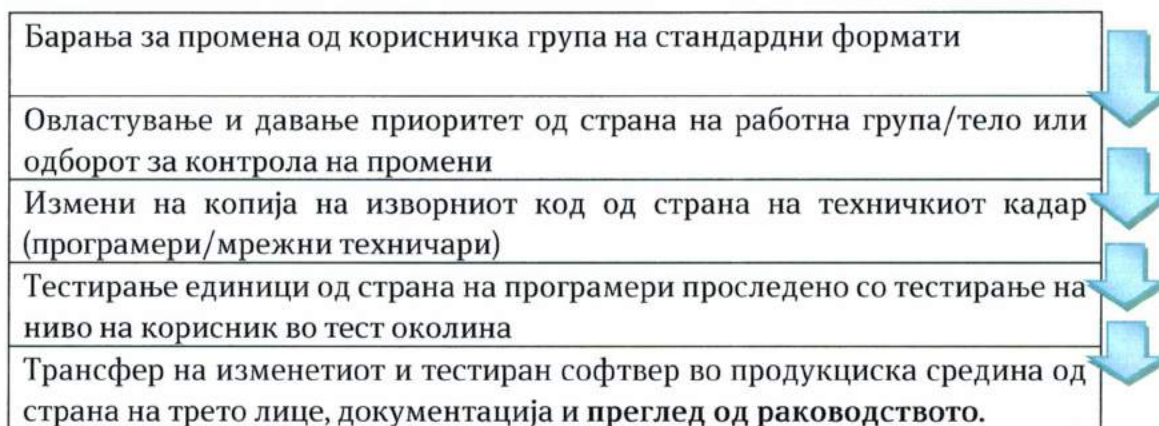 Барања за промена од корисничка група на стандардни формати
Овластување и давање приоритет од страна на работна група/тело или
одборот за контрола на промени
Измени на копија на изворниот код од страна на техничкиот кадар
(програмери/мрежни техничари)
Тестирање единици од страна на програмери проследено со тестирање на
ниво на корисник во тест околина
Трансфер на изменетиот и тестиран софтвер во продукциска средина од
страна на трето лице, документација и преглед од раководството.